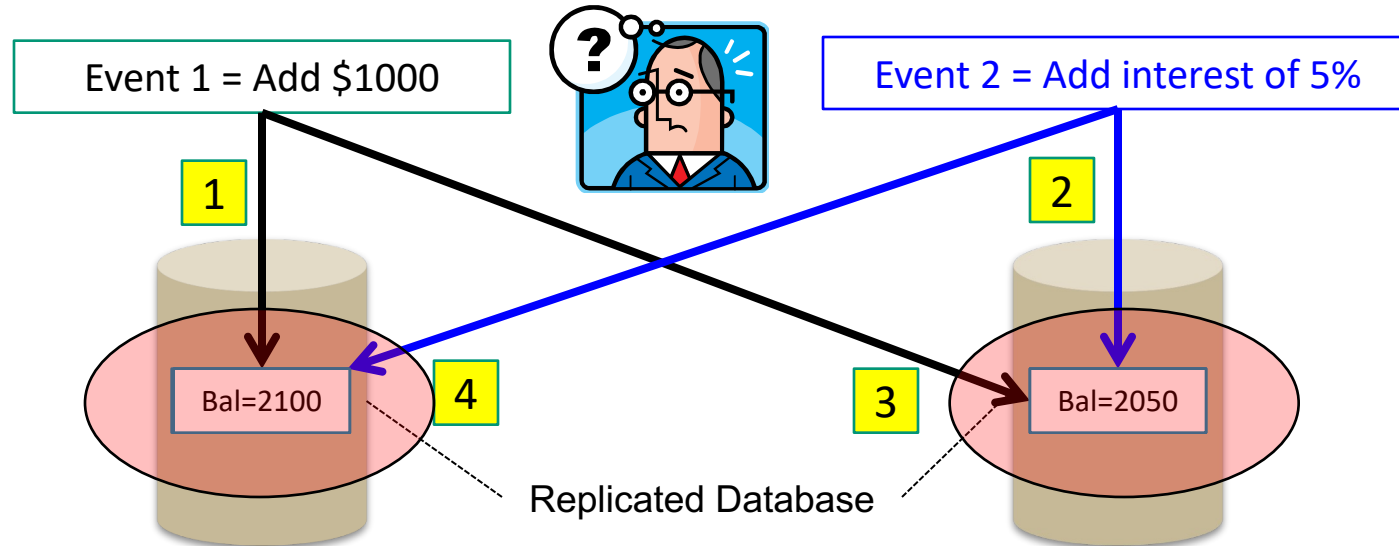 ?
Event 1 = Add $1000
Event 2 = Add interest of 5%
1
2
Bal=2100
4
3
Bal=2050
Replicated Database